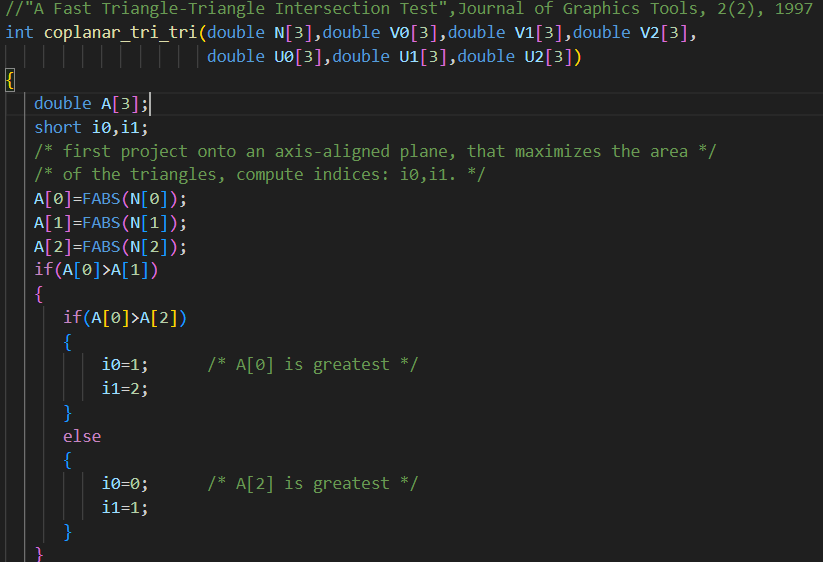 //"A Fast Triangle-Triangle Intersection Test",Journal of Graphics Tools, 2(2), 1997
int coplanar_tri_tri(double N[3],double V0[3],double V1[3],double V2[3],
                     double U0[3],double U1[3],double U2[3])
{
   double A[3];
   short i0,i1;
   /* first project onto an axis-aligned plane, that maximizes the area */
   /* of the triangles, compute indices: i0,i1. */
   A[0]=FABS(N[0]);
   A[1]=FABS(N[1]);
   A[2]=FABS(N[2]);
   if(A[0]>A[1])
   {
      if(A[0]>A[2])
      {
          i0=1;      /* A[0] is greatest */
          i1=2;
      }
      else
      {
          i0=0;      /* A[2] is greatest */
          i1=1;
      }
   }